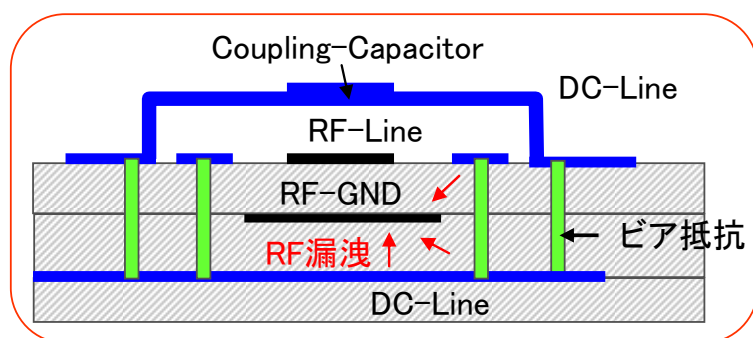 Coupling-Capacitor
DC-Line
RF-Line
RF-GND
ビア抵抗
RF漏洩
DC-Line